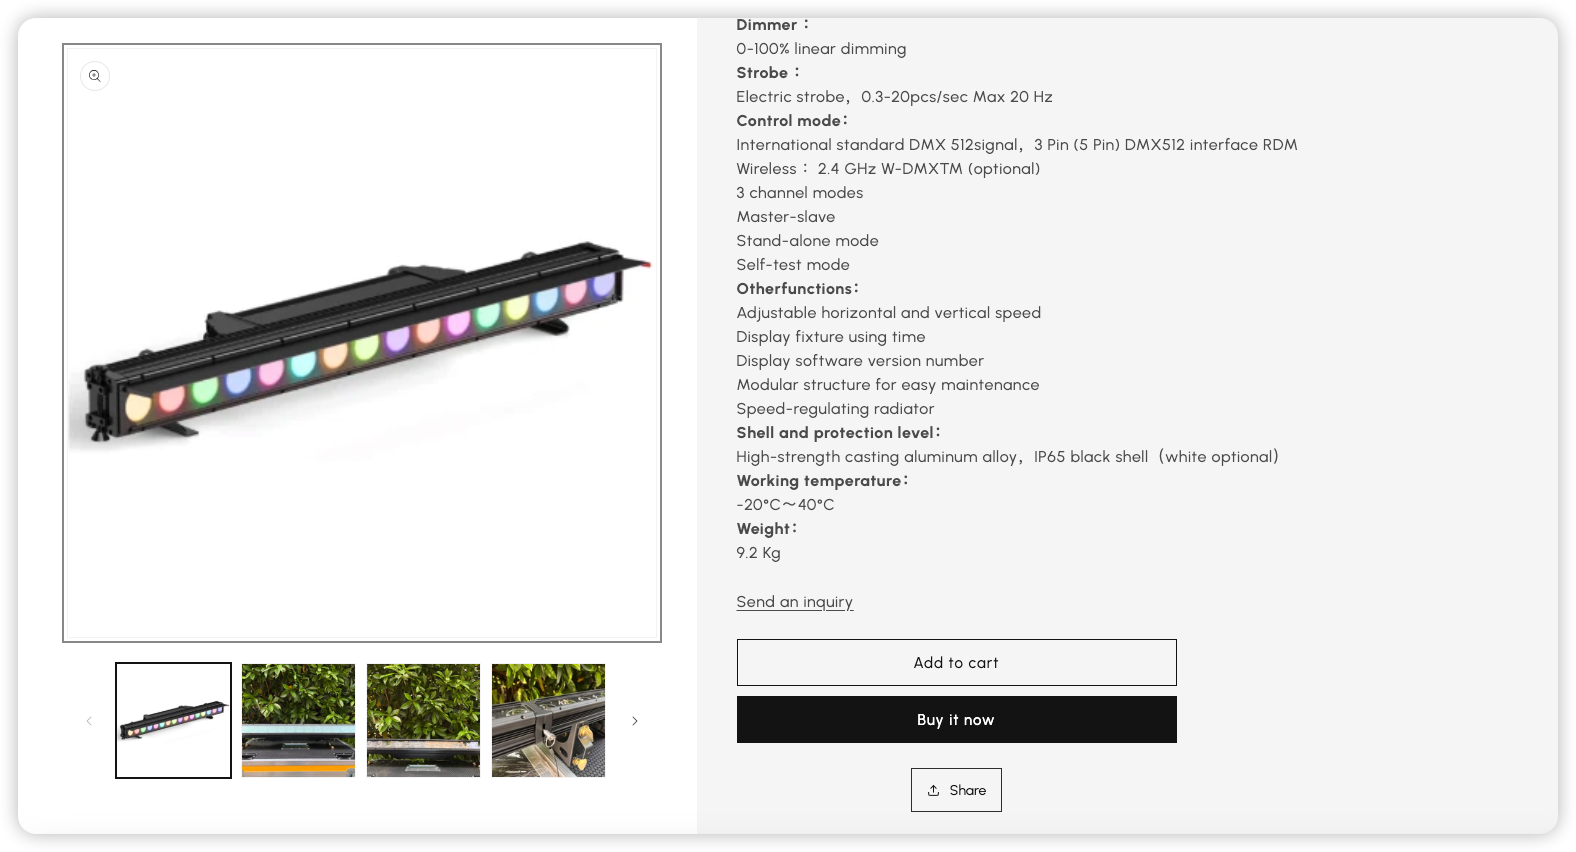 Dimmer：
0-100% linear dimming
Strobe：
Electric strobe，0.3-20pcs/sec Max 20 Hz
Control mode：
International standard DMX 512signal，3 Pin (5 Pin) DMX512 interface RDM
Wireless： 2.4 GHz W-DMXTM (optional)
3 channel modes
Master-slave
Stand-alone mode
Self-test mode
Otherfunctions：
Adjustable horizontal and vertical speed
Display fixture using time
Display software version number
Modular structure for easy maintenance
Speed-regulating radiator
Shell and protection level：
High-strength casting aluminum alloy，IP65 black shell（white optional）
Working temperature：
-20°C～40°C
Weight：
9.2 Kg
Send an inquiry
Add to cart
Buy it now
Share